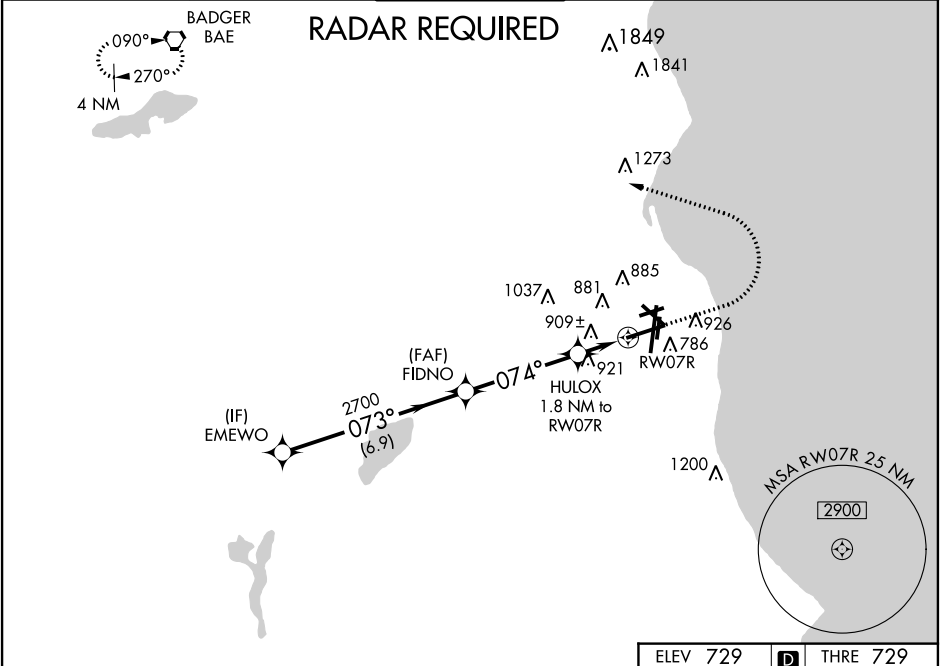 BADGER
BAE
090°
270°
4 NM
RADAR REQUIRED
1849
1841
1273
885
881
1037
909±
926
786
RW07R
921
(FAF)
FIDNO
074°
HULOX
1.8 NM to
RW07R
2700
073°
(6.9)
(IF)
EMEWO
1200
MSA RW07R 25 NM
2900
ELEV 729 D THRE 729